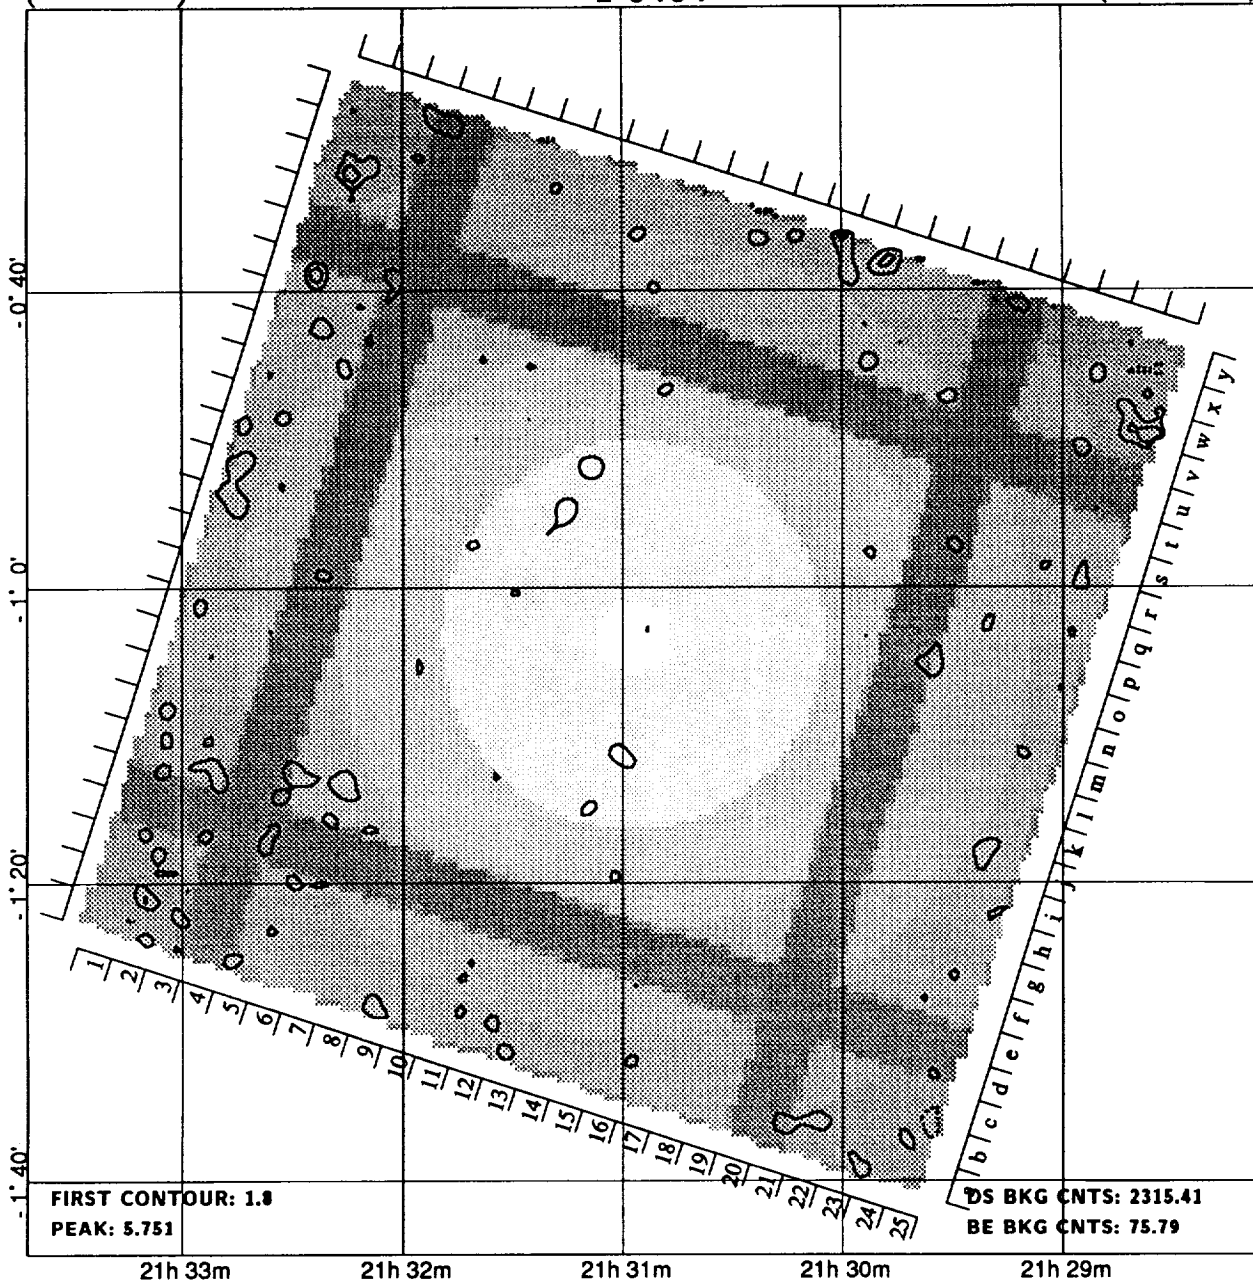 - 0° 40'
- 1° 0'
- 1° 20'
- 1° 40'
y
x
w
v
u
t
s
r
q
p
o
n
m
l
k
j
i
h
g
f
e
d
c
b
1 2 3 4 5 6 7 8 9 10 11 12 13 14 15 16 17 18 19 20 21 22 23 24 25
FIRST CONTOUR: 1.8
PEAK: 5.751
DS BKG CNTS: 2315.41
BE BKG CNTS: 75.79
21h 33m 21h 32m 21h 31m 21h 30m 21h 29m